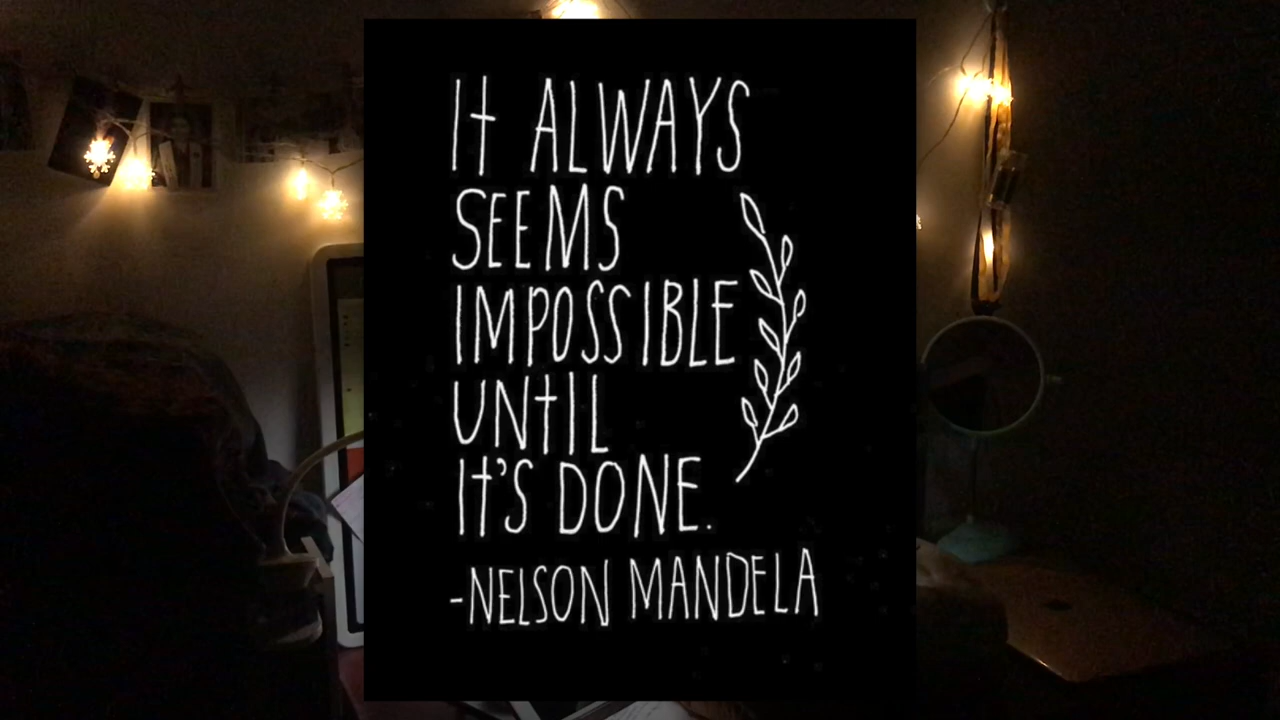 It ALWAYS
SEEMS
IMPOSSIBLE
UNtIL
It'S DONE.
-NELSON MANDELA